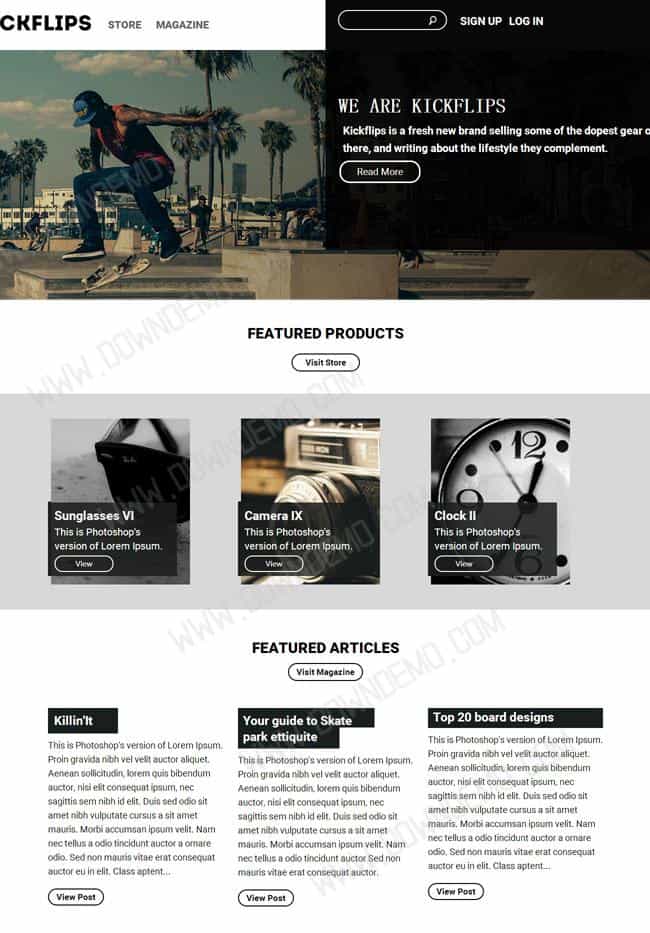 CKFLIPS STORE MAGAZINE SIGN UP LOG IN
WE ARE KICKFLIPS
Kickflips is a fresh new brand selling some of the dopest gear o
there, and writing about the lifestyle they complement.
Read More
FEATURED PRODUCTS
Visit Store
Sunglasses VI
This is Photoshop's
version of Lorem Ipsum.
View
Camera IX
This is Photoshop's
version of Lorem Ipsum.
View
12
9
Clock II
This is Photoshop's
version of Lorem Ipsum.
View
FEATURED ARTICLES
Visit Magazine
Killin'It
This is Photoshop's version of Lorem Ipsum.
Proin gravida nibh vel velit auctor aliquet.
Aenean sollicitudin, lorem quis bibendum
auctor, nisi elit consequat ipsum, nec
sagittis sem nibh id elit. Duis sed odio sit
amet nibh vulputate cursus a sit amet
mauris. Morbi accumsan ipsum velit. Nam
nec tellus a odio tincidunt auctor a ornare
odio. Sed non mauris vitae erat consequat
auctor eu in elit. Class aptent...
View Post
Your guide to Skate
park ettiquite
This is Photoshop's version of Lorem Ipsum.
Proin gravida nibh vel velit auctor aliquet.
Aenean sollicitudin, lorem quis bibendum
auctor, nisi elit consequat ipsum, nec
sagittis sem nibh id elit. Duis sed odio sit
amet nibh vulputate cursus a sit amet
mauris. Morbi accumsan ipsum velit. Nam
nec tellus a odio tincidunt auctor Sed non
mauris vitae erat consequat auctor.
View Post
Top 20 board designs
This is Photoshop's version of Lorem Ipsum.
Proin gravida nibh vel velit auctor aliquet.
Aenean sollicitudin, lorem quis bibendum
auctor, nisi elit consequat ipsum, nec
sagittis sem nibh id elit. Duis sed odio sit
amet nibh vulputate cursus a sit amet
mauris. Morbi accumsan ipsum velit. Nam
nec tellus a odio tincidunt auctor a ornare
odio. Sed non mauris vitae erat consequat
auctor eu in elit. Class aptent...
View Post
WWW.DOWNDEMO.COM
WWW.DOWNDEMO.COM
WWW.DOWNDEMO.COM